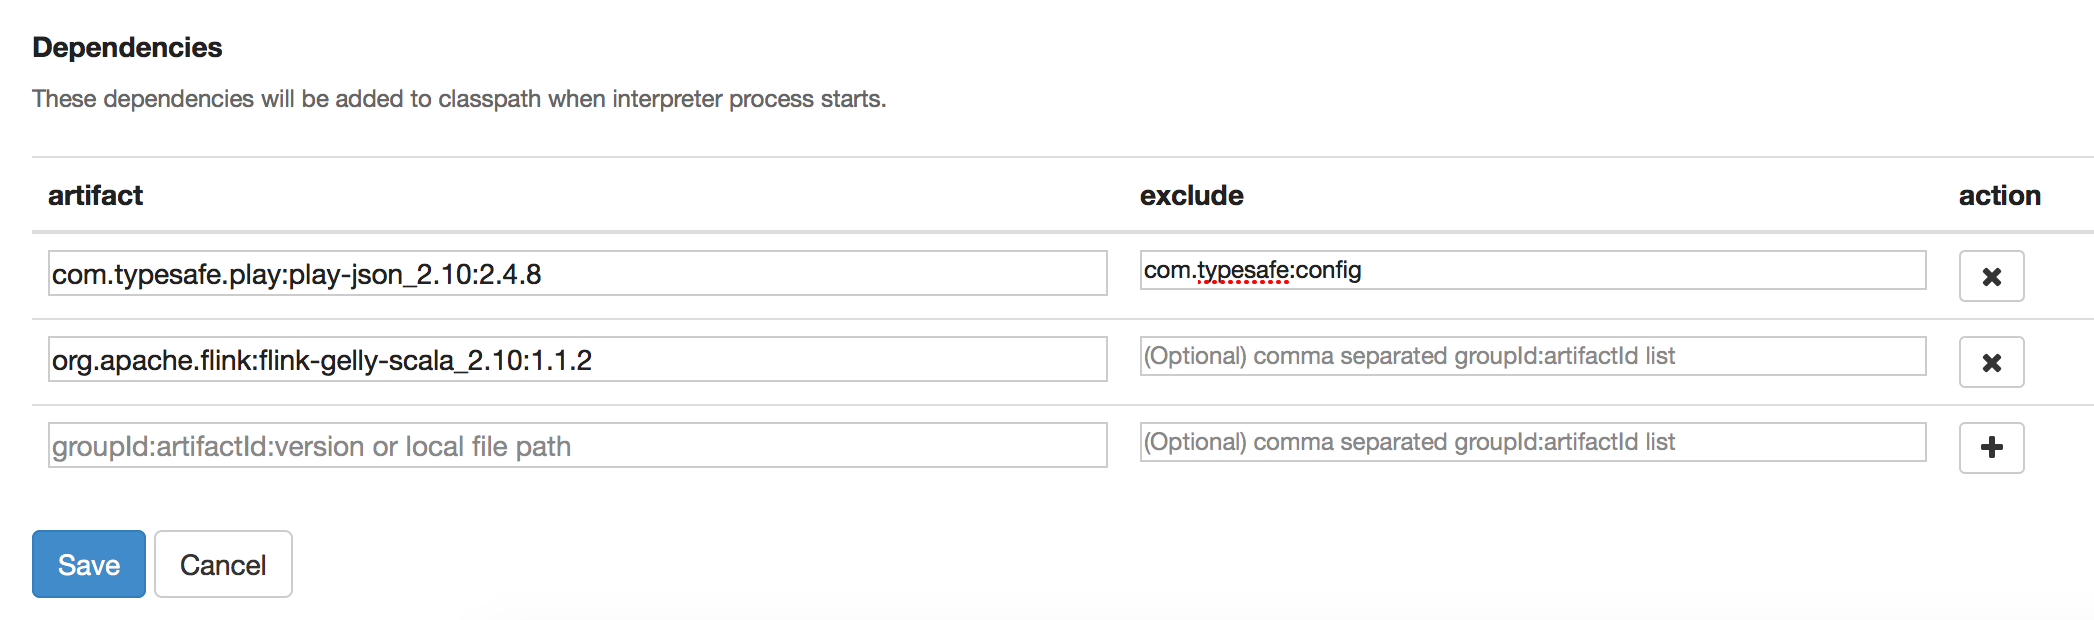 Dependencies
These dependencies will be added to classpath when interpreter process starts.
artifact exclude action
com.typesafe.play:play-json_2.10:2.4.8 com.typesafe:config
org.apache.flink:flink-gelly-scala_2.10:1.1.2 (Optional) comma separated groupId:artifactId list
groupId:artifactId:version or local file path (Optional) comma separated groupId:artifactId list
Save Cancel